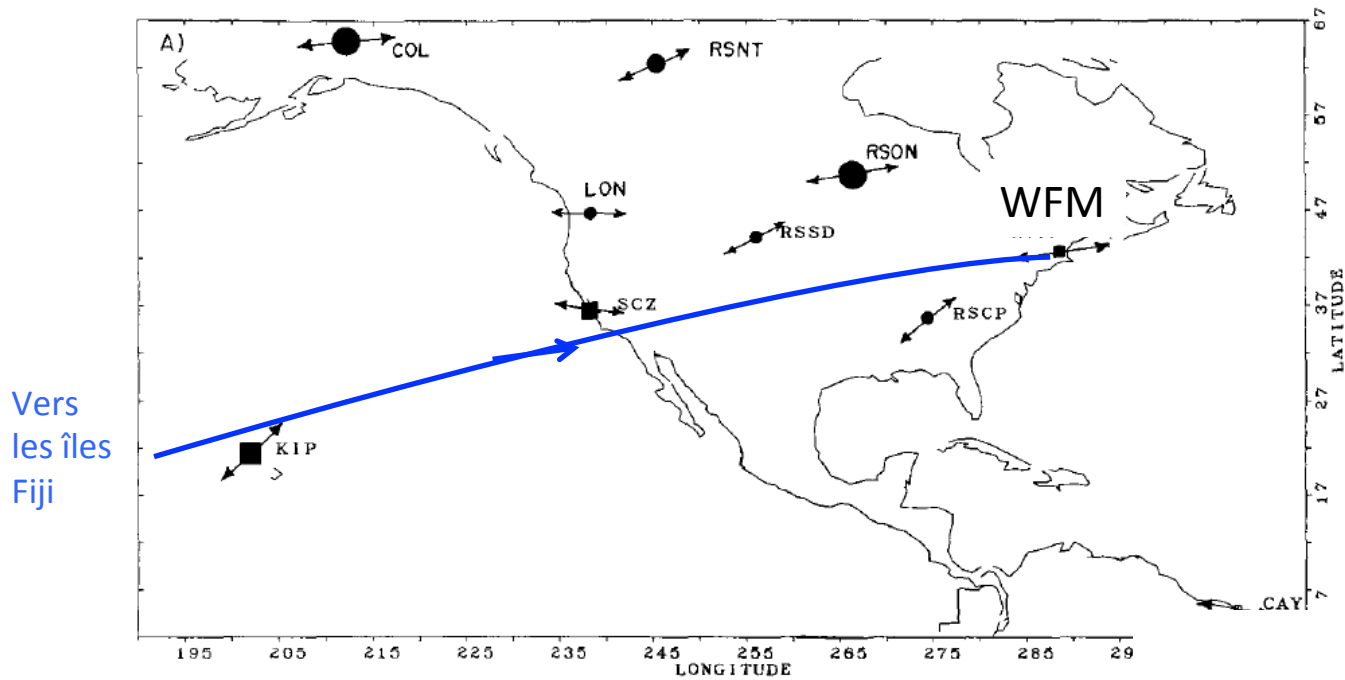 A)
COL
RSNT
RSON
LON
WFM
RSSD
SCZ
RSCP
Vers
les îles
Fiji
KIP
CAY
67
57
47
37
27
17
7
LATITUDE
195 205 215 225 235 245 255 265 275 285 29
LONGITUDE